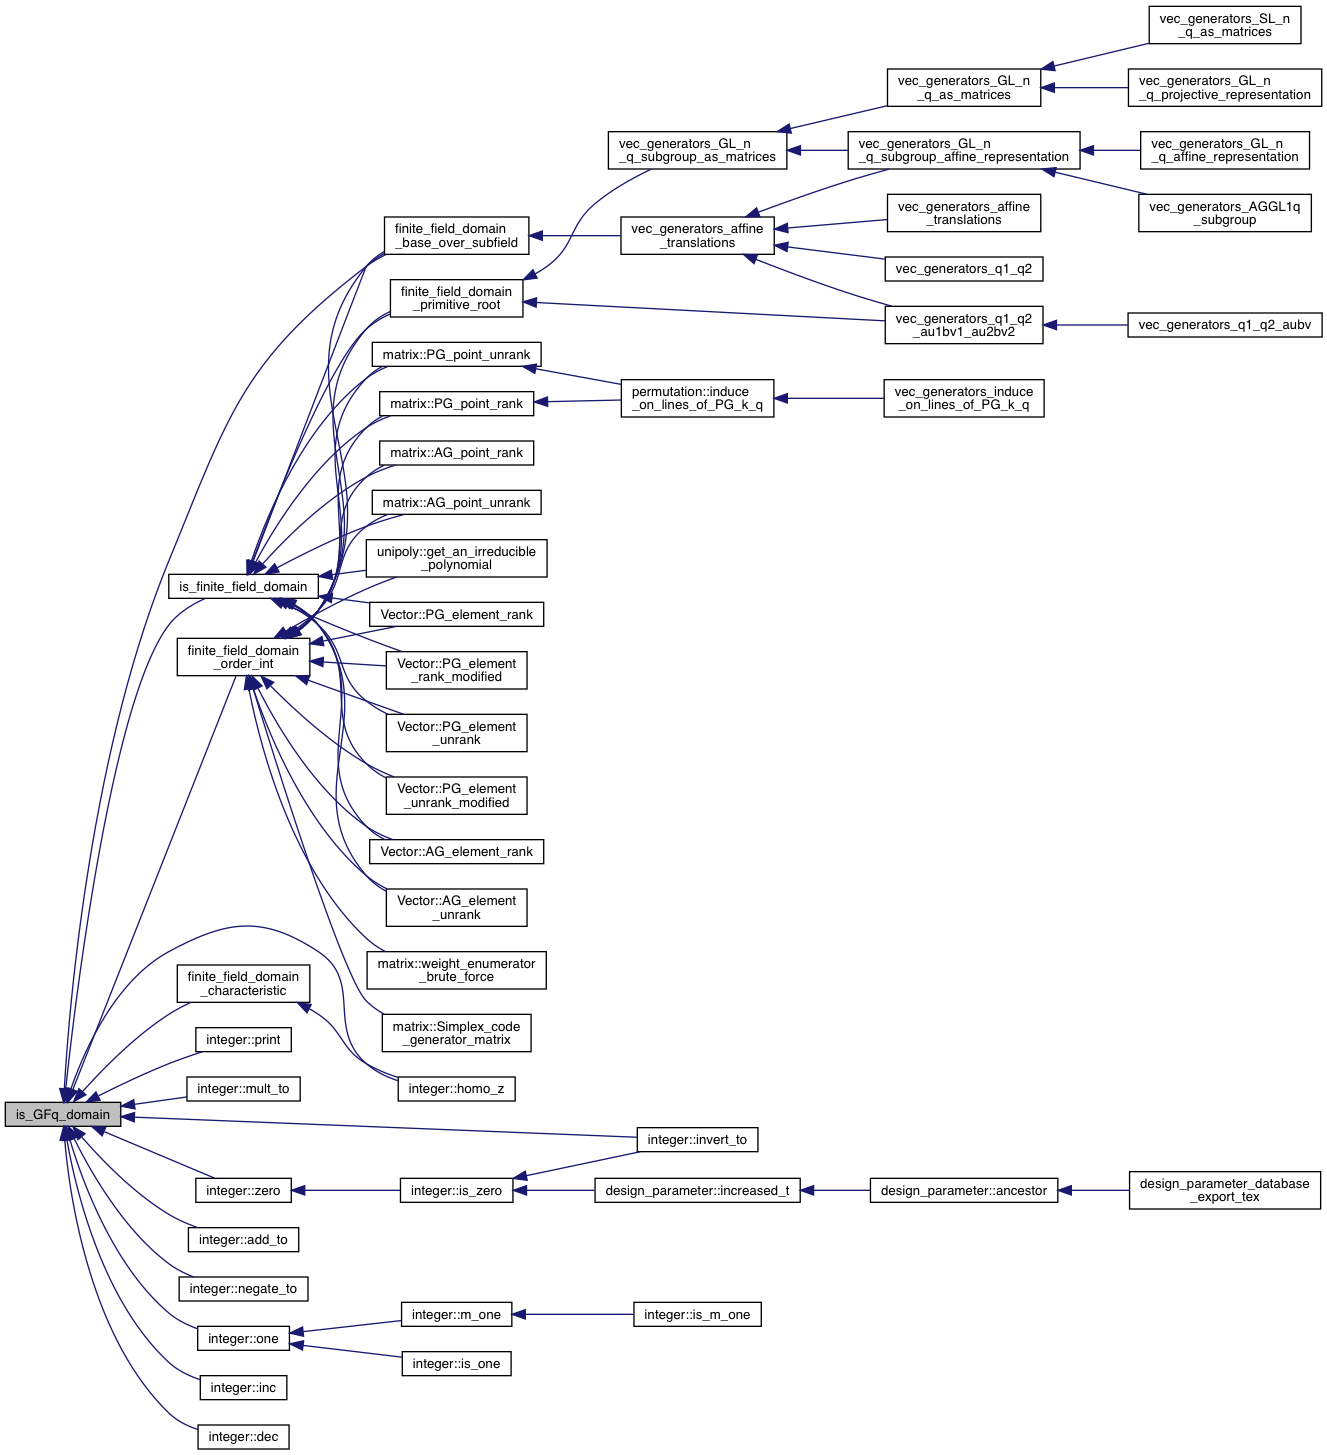 vec_generators_SL_n
_q_as_matrices
vec_generators_GL_n
_q_as_matrices
vec_generators_GL_n
_q_projective_representation
vec_generators_GL_n
_q_subgroup_as_matrices
vec_generators_GL_n
_q_subgroup_affine_representation
vec_generators_GL_n
_q_affine_representation
vec_generators_affine
_translations
vec_generators_AGGL1q
_subgroup
finite_field_domain
_base_over_subfield
vec_generators_affine
_translations
vec_generators_q1_q2
finite_field_domain
_primitive_root
vec_generators_q1_q2
_au1bv1_au2bv2
vec_generators_q1_q2_aubv
matrix::PG_point_unrank
permutation::induce
_on_lines_of_PG_k_q
vec_generators_induce
_on_lines_of_PG_k_q
matrix::PG_point_rank
matrix::AG_point_rank
matrix::AG_point_unrank
unipoly::get_an_irreducible
_polynomial
is_finite_field_domain
Vector::PG_element_rank
finite_field_domain
_order_int
Vector::PG_element
_rank_modified
Vector::PG_element
_unrank
Vector::PG_element
_unrank_modified
Vector::AG_element_rank
Vector::AG_element
_unrank
matrix::weight_enumerator
_brute_force
finite_field_domain
_characteristic
matrix::Simplex_code
_generator_matrix
integer::print
integer::mult_to
integer::homo_z
is_GFq_domain
integer::invert_to
integer::zero
integer::is_zero
design_parameter::increased_t
design_parameter::ancestor
design_parameter_database
_export_tex
integer::add_to
integer::negate_to
integer::m_one
integer::is_m_one
integer::one
integer::is_one
integer::inc
integer::dec